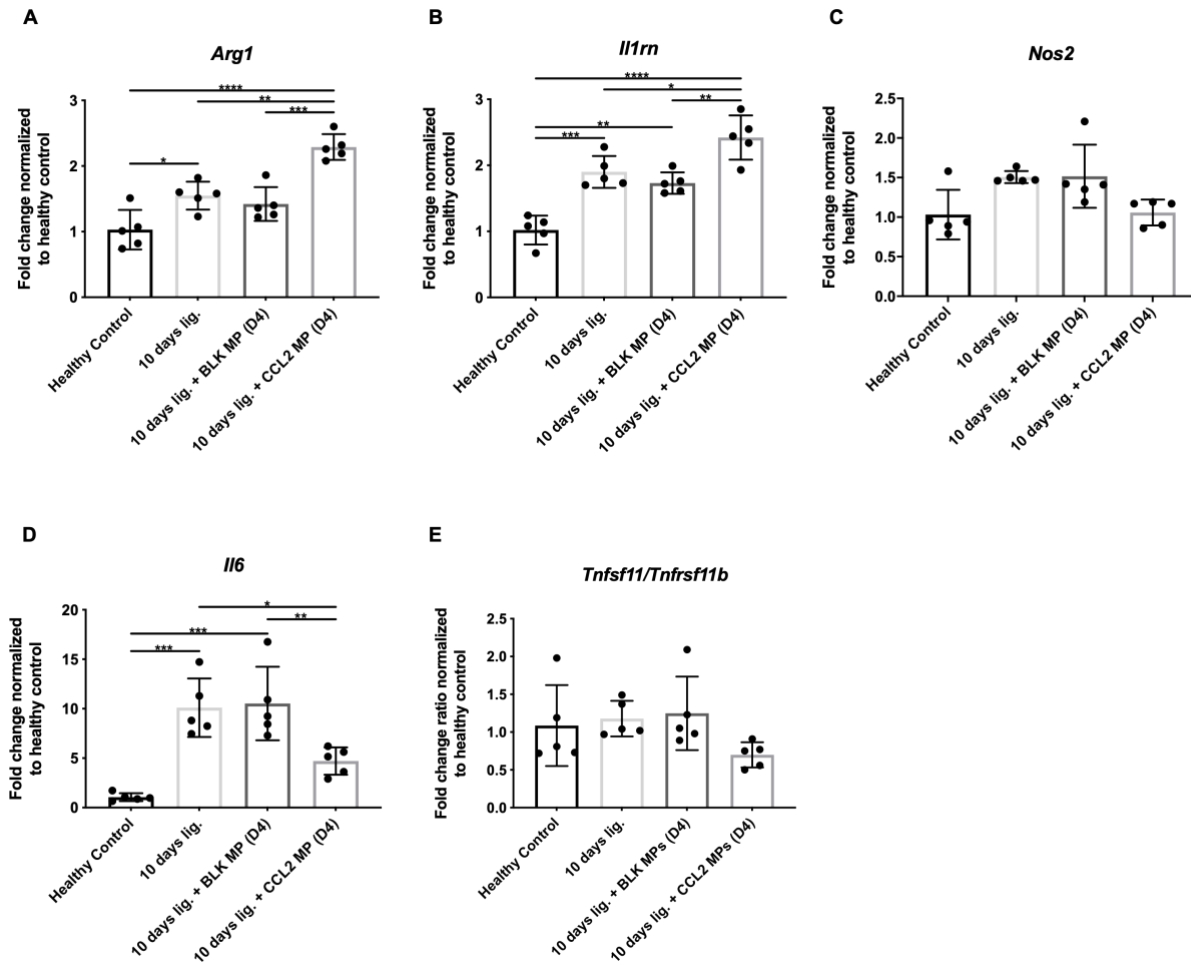 A
Arg1
Fold change normalized
to healthy control
3
2
1
0
****
**
***
*
Healthy Control
10 days lig.
10 days lig. + BLK MP (D4)
10 days lig. + CCL2 MP (D4)
B
Il1rn
Fold change normalized
to healthy control
3
2
1
0
****
*
**
**
***
Healthy Control
10 days lig.
10 days lig. + BLK MP (D4)
10 days lig. + CCL2 MP (D4)
C
Nos2
Fold change normalized
to healthy control
2.5
2.0
1.5
1.0
0.5
0.0
Healthy Control
10 days lig.
10 days lig. + BLK MP (D4)
10 days lig. + CCL2 MP (D4)
D
Il6
Fold change normalized
to healthy control
20
15
10
5
0
*
**
***
***
Healthy Control
10 days lig.
10 days lig. + BLK MP (D4)
10 days lig. + CCL2 MP (D4)
E
Tnfsf11/Tnfrsf11b
Fold change ratio normalized
to healthy control
2.5
2.0
1.5
1.0
0.5
0.0
Healthy Control
10 days lig.
10 days lig. + BLK MPs (D4)
10 days lig. + CCL2 MPs (D4)